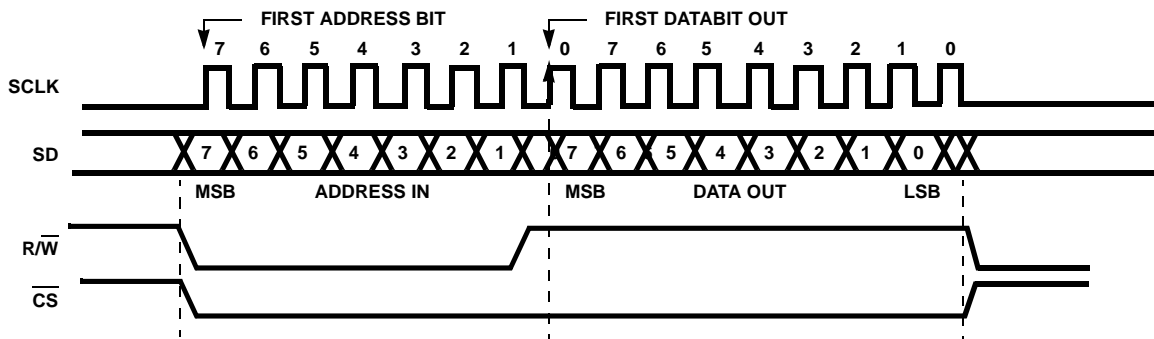 FIRST ADDRESS BIT FIRST DATABIT OUT
7 6 5 4 3 2 1 0 7 6 5 4 3 2 1 0
SCLK
SD 7 6 5 4 3 2 1 7 6 5 4 3 2 1 0
MSB ADDRESS IN MSB DATA OUT LSB
R/W̅
C̅S̅